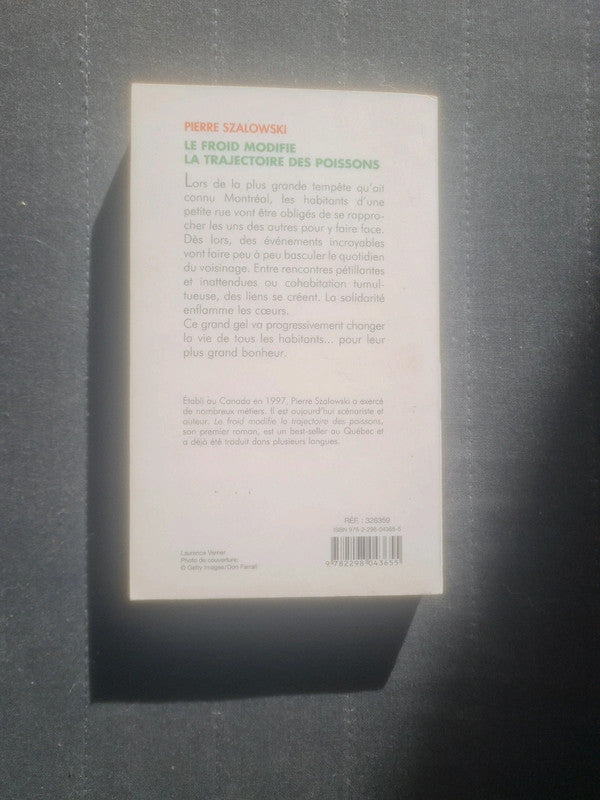 PIERRE SZALOWSKI
LE FROID MODIFIE
LA TRAJECTOIRE DES POISSONS
Lors de la plus grande tempête qu'ait
connu Montréal, les habitants d'une
petite rue vont être obligés de se rappro-
cher les uns des autres pour y faire face.
Dès lors, des événements incroyables
vont faire peu à peu basculer le quotidien
du voisinage. Entre rencontres pétillantes
et inattendues ou cohabitation tumul-
tueuse, des liens se créent. La solidarité
enflamme les cœurs.
Ce grand gel va progressivement changer
la vie de tous les habitants... pour leur
plus grand bonheur.
Établi au Canada en 1997, Pierre Szalowski a exercé
de nombreux métiers. Il est aujourd'hui scénariste et
auteur. Le froid modifie la trajectoire des poissons,
son premier roman, est un best-seller au Québec et
a déjà été traduit dans plusieurs langues.
RÉF. : 326359
ISBN 978-2-298-04365-5
9 782298 043655
Laurence Verrier
Photo de couverture:
© Getty Images/Don Farrall